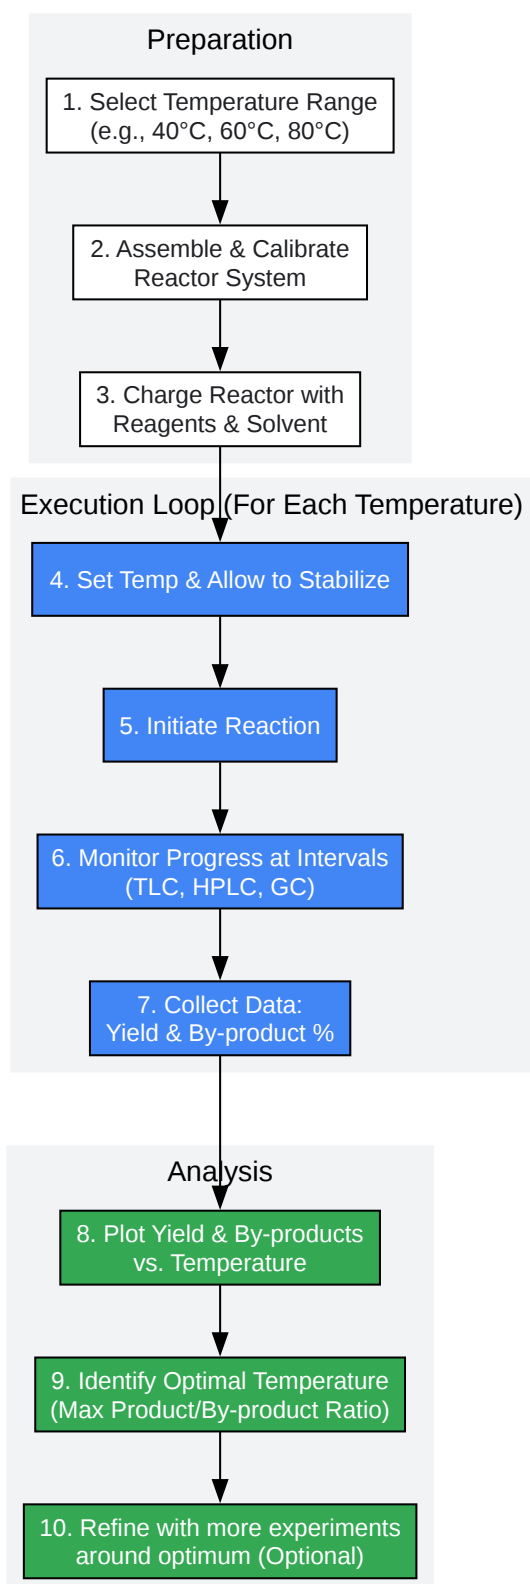 Preparation
1. Select Temperature Range
(e.g., 40°C, 60°C, 80°C)
2. Assemble & Calibrate
Reactor System
3. Charge Reactor with
Reagents & Solvent
Execution Loop (For Each Temperature)
4. Set Temp & Allow to Stabilize
5. Initiate Reaction
6. Monitor Progress at Intervals
(TLC, HPLC, GC)
7. Collect Data:
Yield & By-product %
Analysis
8. Plot Yield & By-products
vs. Temperature
9. Identify Optimal Temperature
(Max Product/By-product Ratio)
10. Refine with more experiments
around optimum (Optional)